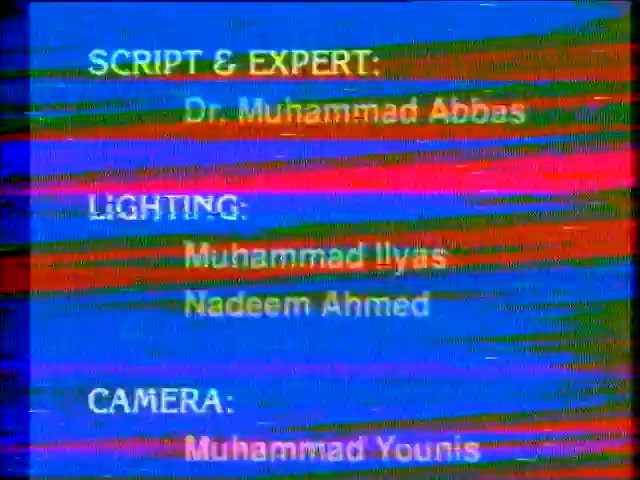 SCRIPT & EXPERT:
Dr. Muhammad Abbas
LIGHTING:
Muhammad Ilyas
Nadeem Ahmed
CAMERA:
Muhammad Younis